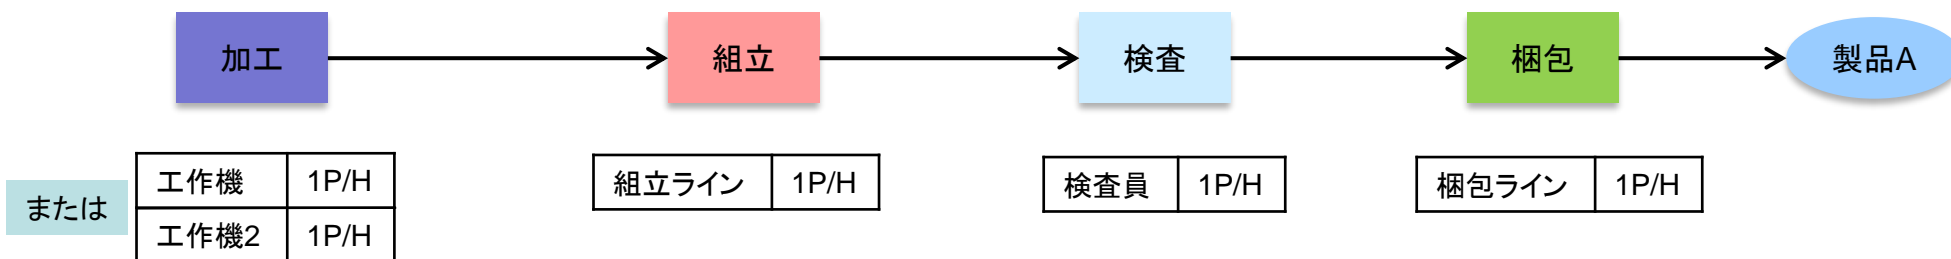 加工
組立
検査
梱包
製品A
または
工作機 1P/H
工作機2 1P/H
組立ライン 1P/H
検査員 1P/H
梱包ライン 1P/H